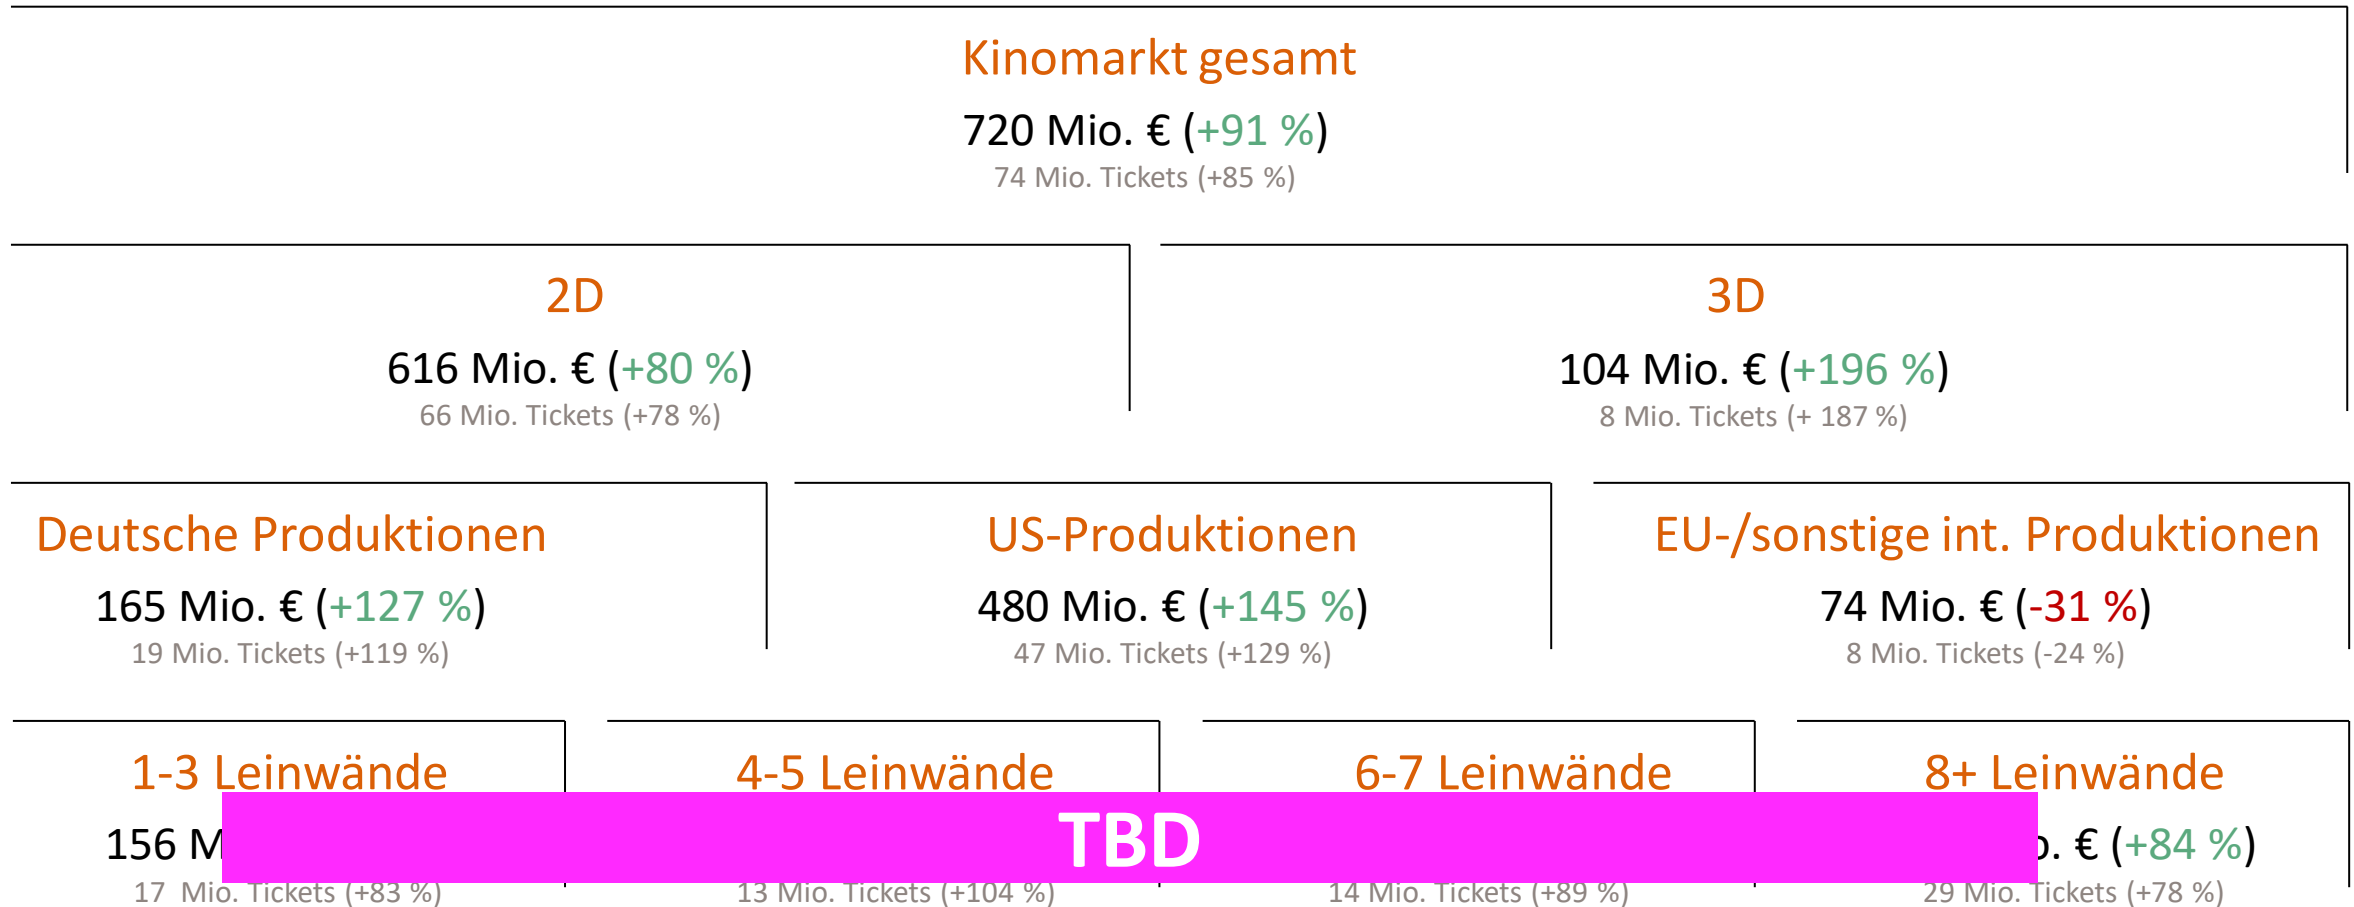 Kinomarkt gesamt
720 Mio. € (+91 %)
74 Mio. Tickets (+85 %)
2D
616 Mio. € (+80 %)
66 Mio. Tickets (+78 %)
3D
104 Mio. € (+196 %)
8 Mio. Tickets (+ 187 %)
Deutsche Produktionen
165 Mio. € (+127 %)
19 Mio. Tickets (+119 %)
US-Produktionen
480 Mio. € (+145 %)
47 Mio. Tickets (+129 %)
EU-/sonstige int. Produktionen
74 Mio. € (-31 %)
8 Mio. Tickets (-24 %)
1-3 Leinwände
156
17 Mio. Tickets (+83 %)
4-5 Leinwände
13 Mio. Tickets (+104 %)
6-7 Leinwände
14 Mio. Tickets (+89 %)
8+ Leinwände
€ (+84 %)
29 Mio. Tickets (+78 %)
TBD